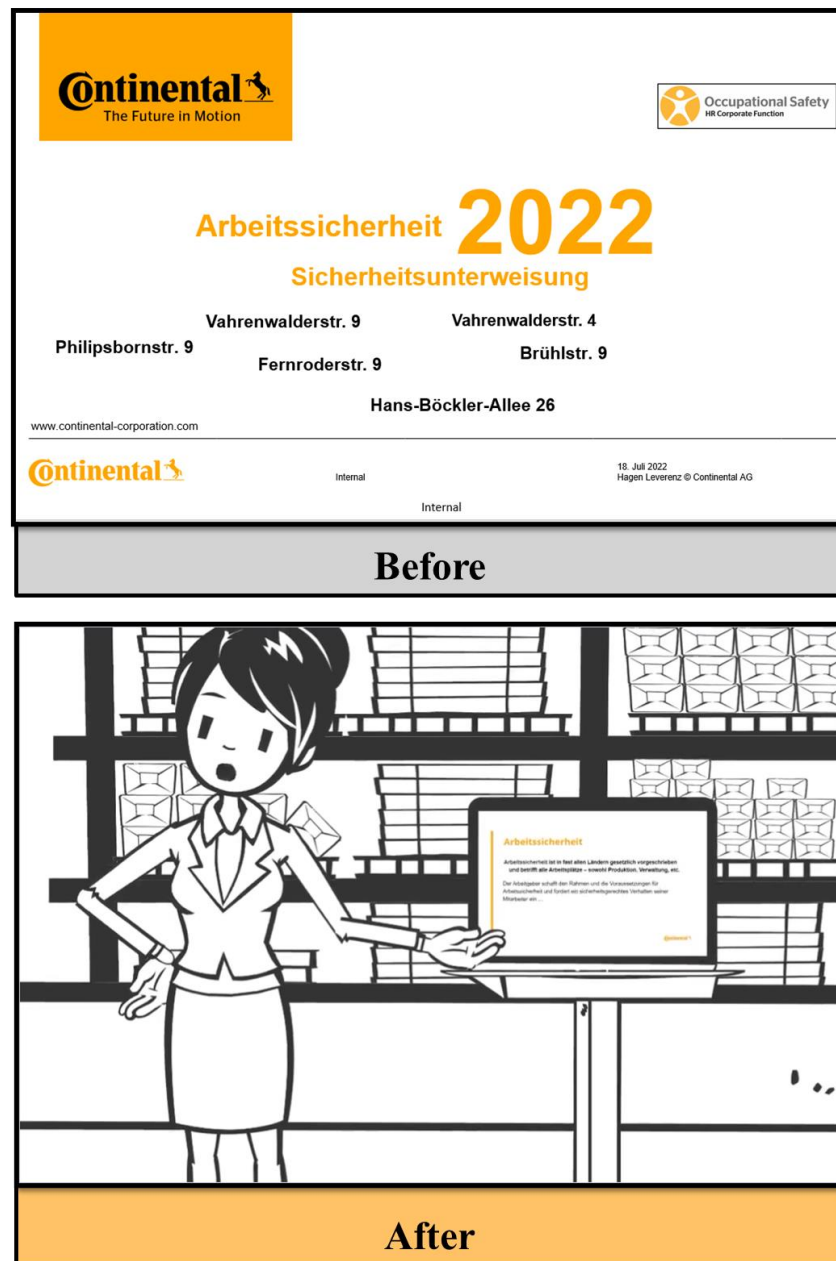 Continental
The Future in Motion
Occupational Safety
HR Corporate Function
Arbeitssicherheit 2022
Sicherheitsunterweisung
Vahrenwalderstr. 9
Vahrenwalderstr. 4
Philipsbornstr. 9
Brühlstr. 9
Fernroderstr. 9
Hans-Böckler-Allee 26
www.continental-corporation.com
Continental
Internal
18. Juli 2022
Hagen Leverenz © Continental AG
Internal
Before
Arbeitssicherheit
Arbeitssicherheit ist in fast allen Ländern gesetzlich vorgeschrieben
und betrifft alle Arbeitsplätze – sowohl Produktion, Verwaltung, etc.
Der Arbeitgeber schafft den Rahmen und die Voraussetzungen für
Arbeitssicherheit und fordert ein sicherheitsgerechtes Verhalten seiner
Mitarbeiter ein ...
Continental
After